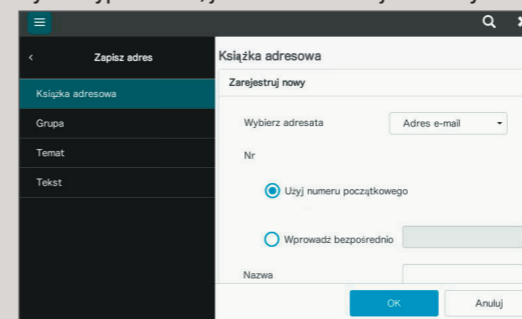 Zapisz adres
Książka adresowa
Grupa
Temat
Tekst
Książka adresowa
Zarejestruj nowy
Wybierz adresata
Adres e-mail
Nr
Użyj numeru początkowego
Wprowadź bezpośrednio
Nazwa
OK
Anuluj